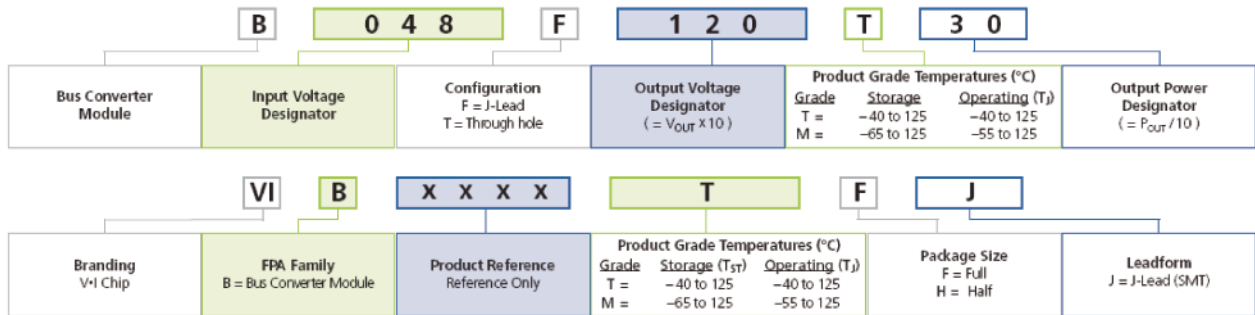 B 0 4 8 F 1 2 0 T 3 0
Bus Converter
Module
Input Voltage
Designator
Configuration
F = J-Lead
T = Through hole
Output Voltage
Designator
( = VOUT x 10 )
Product Grade Temperatures (°C)
Grade Storage Operating (TJ)
T = –40 to 125 –40 to 125
M = –65 to 125 –55 to 125
Output Power
Designator
( = POUT / 10 )
VI B X X X X T F J
Branding
V•I Chip
FPA Family
B = Bus Converter Module
Product Reference
Reference Only
Product Grade Temperatures (°C)
Grade Storage (TST) Operating (TJ)
T = –40 to 125 –40 to 125
M = –65 to 125 –55 to 125
Package Size
F = Full
H = Half
Leadform
J = J-Lead (SMT)